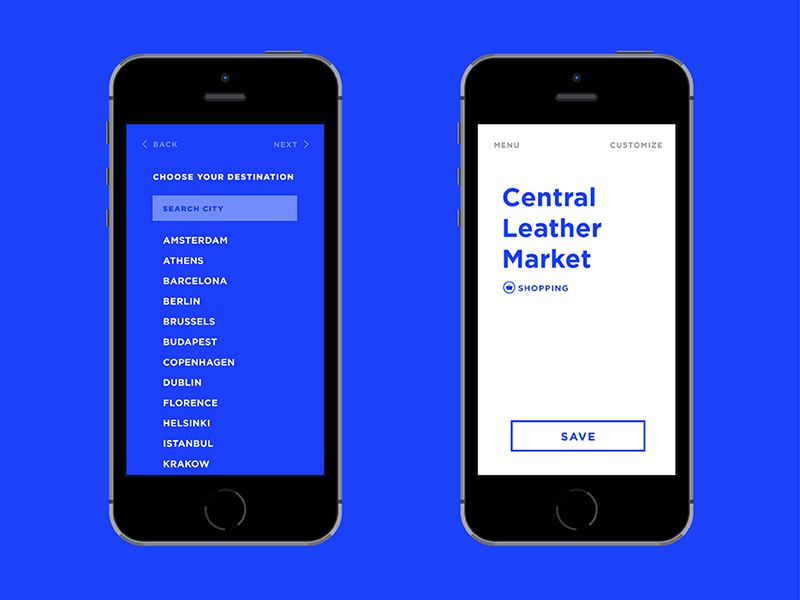 BACK
NEXT
CHOOSE YOUR DESTINATION
SEARCH CITY
AMSTERDAM
ATHENS
BARCELONA
BERLIN
BRUSSELS
BUDAPEST
COPENHAGEN
DUBLIN
FLORENCE
HELSINKI
ISTANBUL
KRAKOW
MENU
CUSTOMIZE
Central
Leather
Market
SHOPPING
SAVE